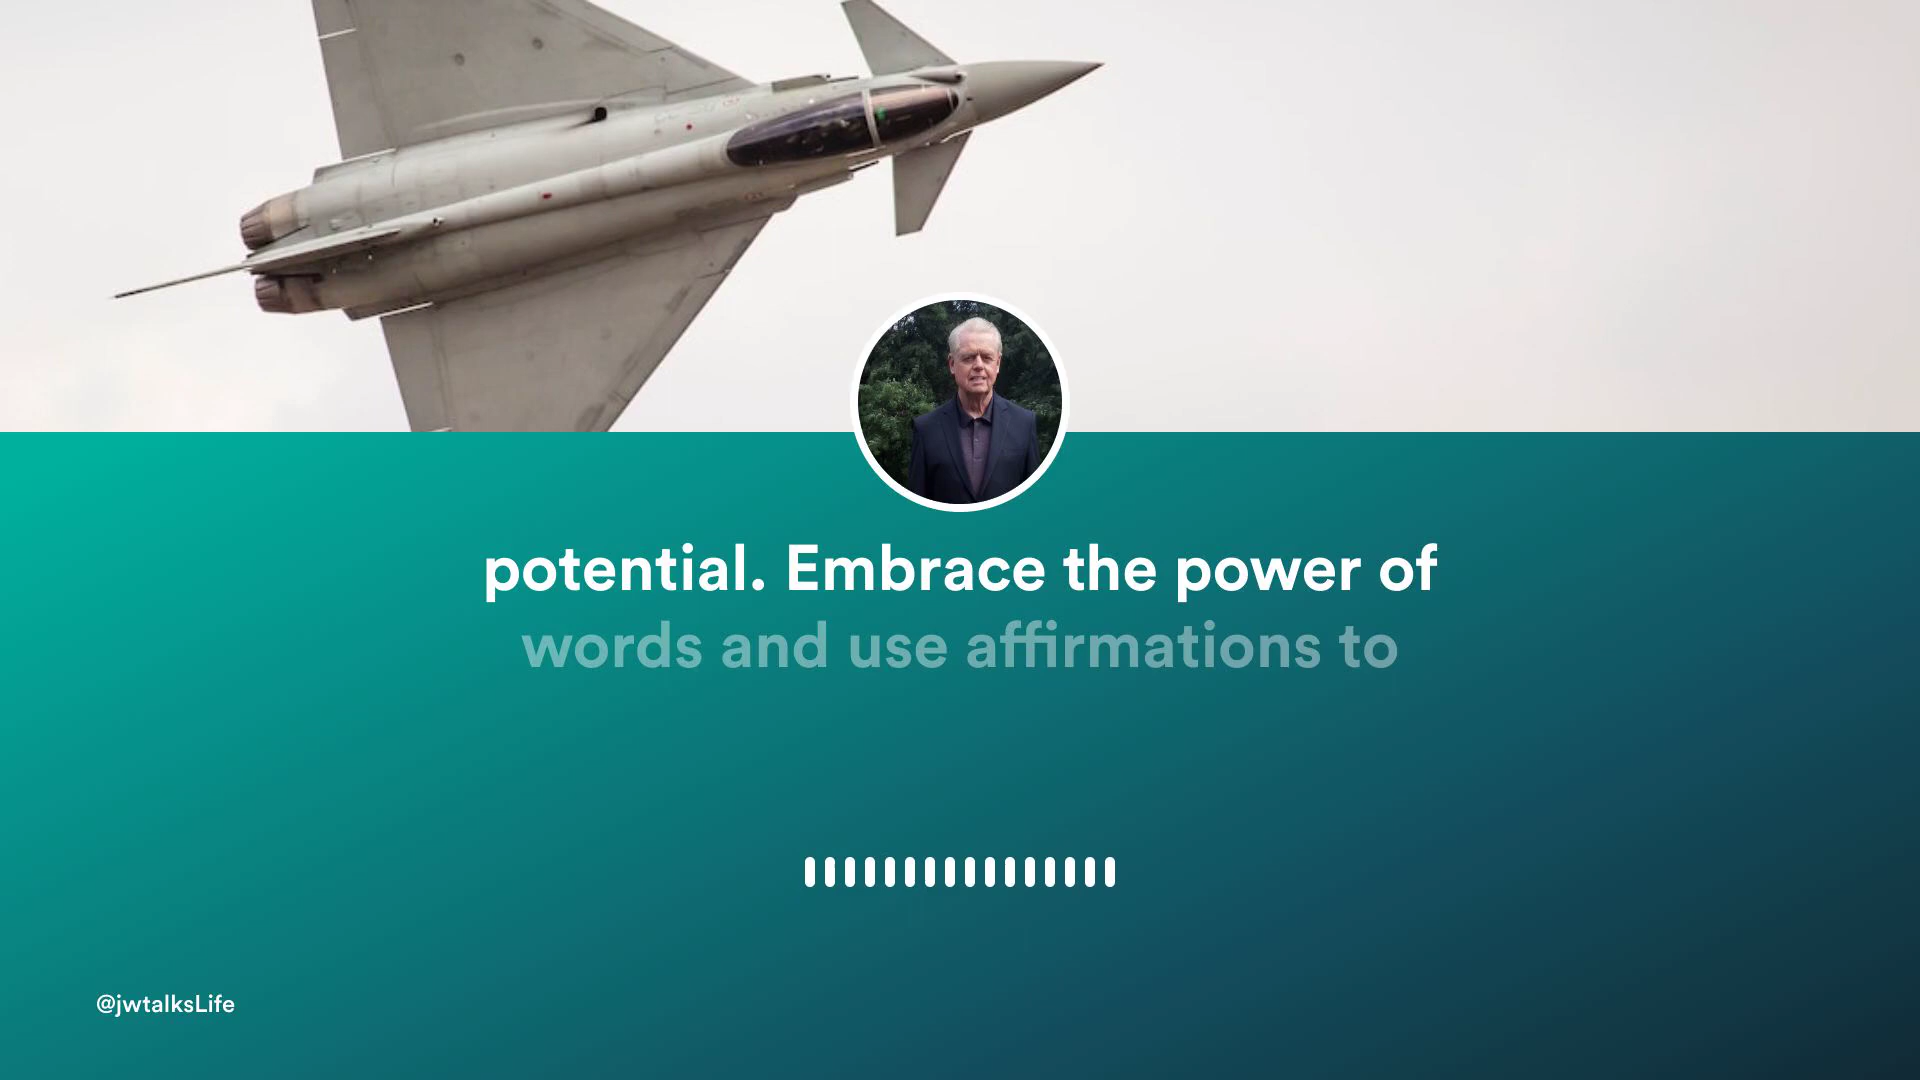 potential. Embrace the power of
words and use affirmations to
@jwtalksLife